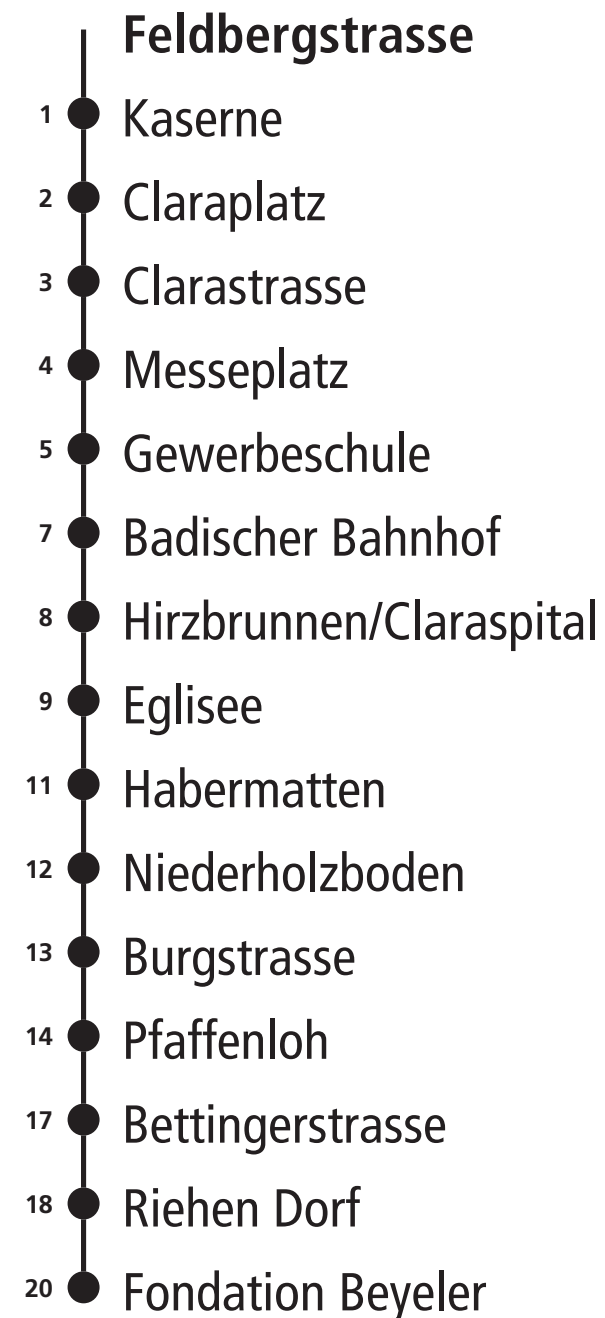 Feldbergstrasse
1 Kaserne
2 Claraplatz
3 Clarastrasse
4 Messeplatz
5 Gewerbeschule
7 Badischer Bahnhof
8 Hirzbrunnen/Claraspital
9 Eglisee
11 Habermatten
12 Niederholzboden
13 Burgstrasse
14 Pfaffenloh
17 Bettingerstrasse
18 Riehen Dorf
20 Fondation Beyeler